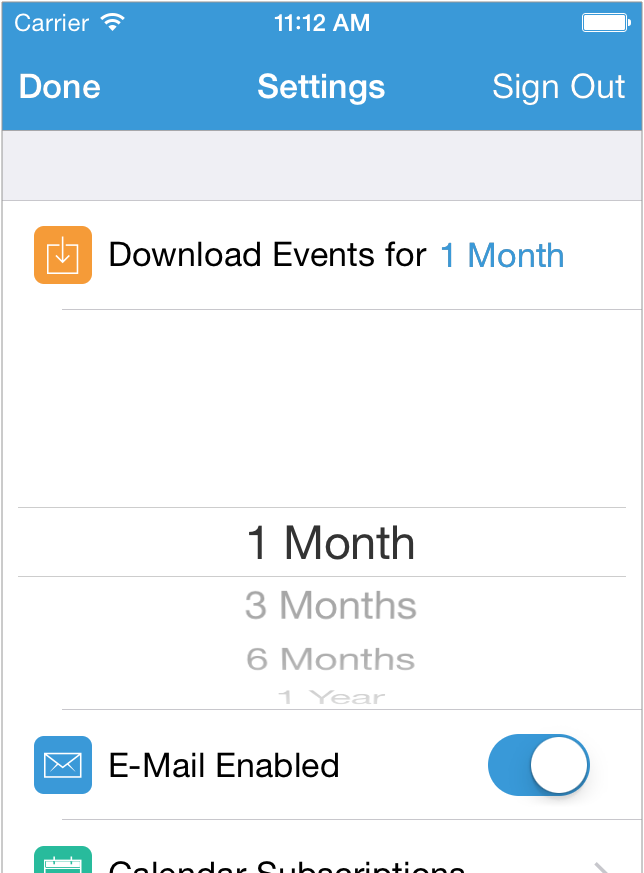 Carrier 11:12 AM
Done Settings Sign Out
Download Events for 1 Month
1 Month
3 Months
6 Months
1 Year
E-Mail Enabled
Calendar Subscriptions